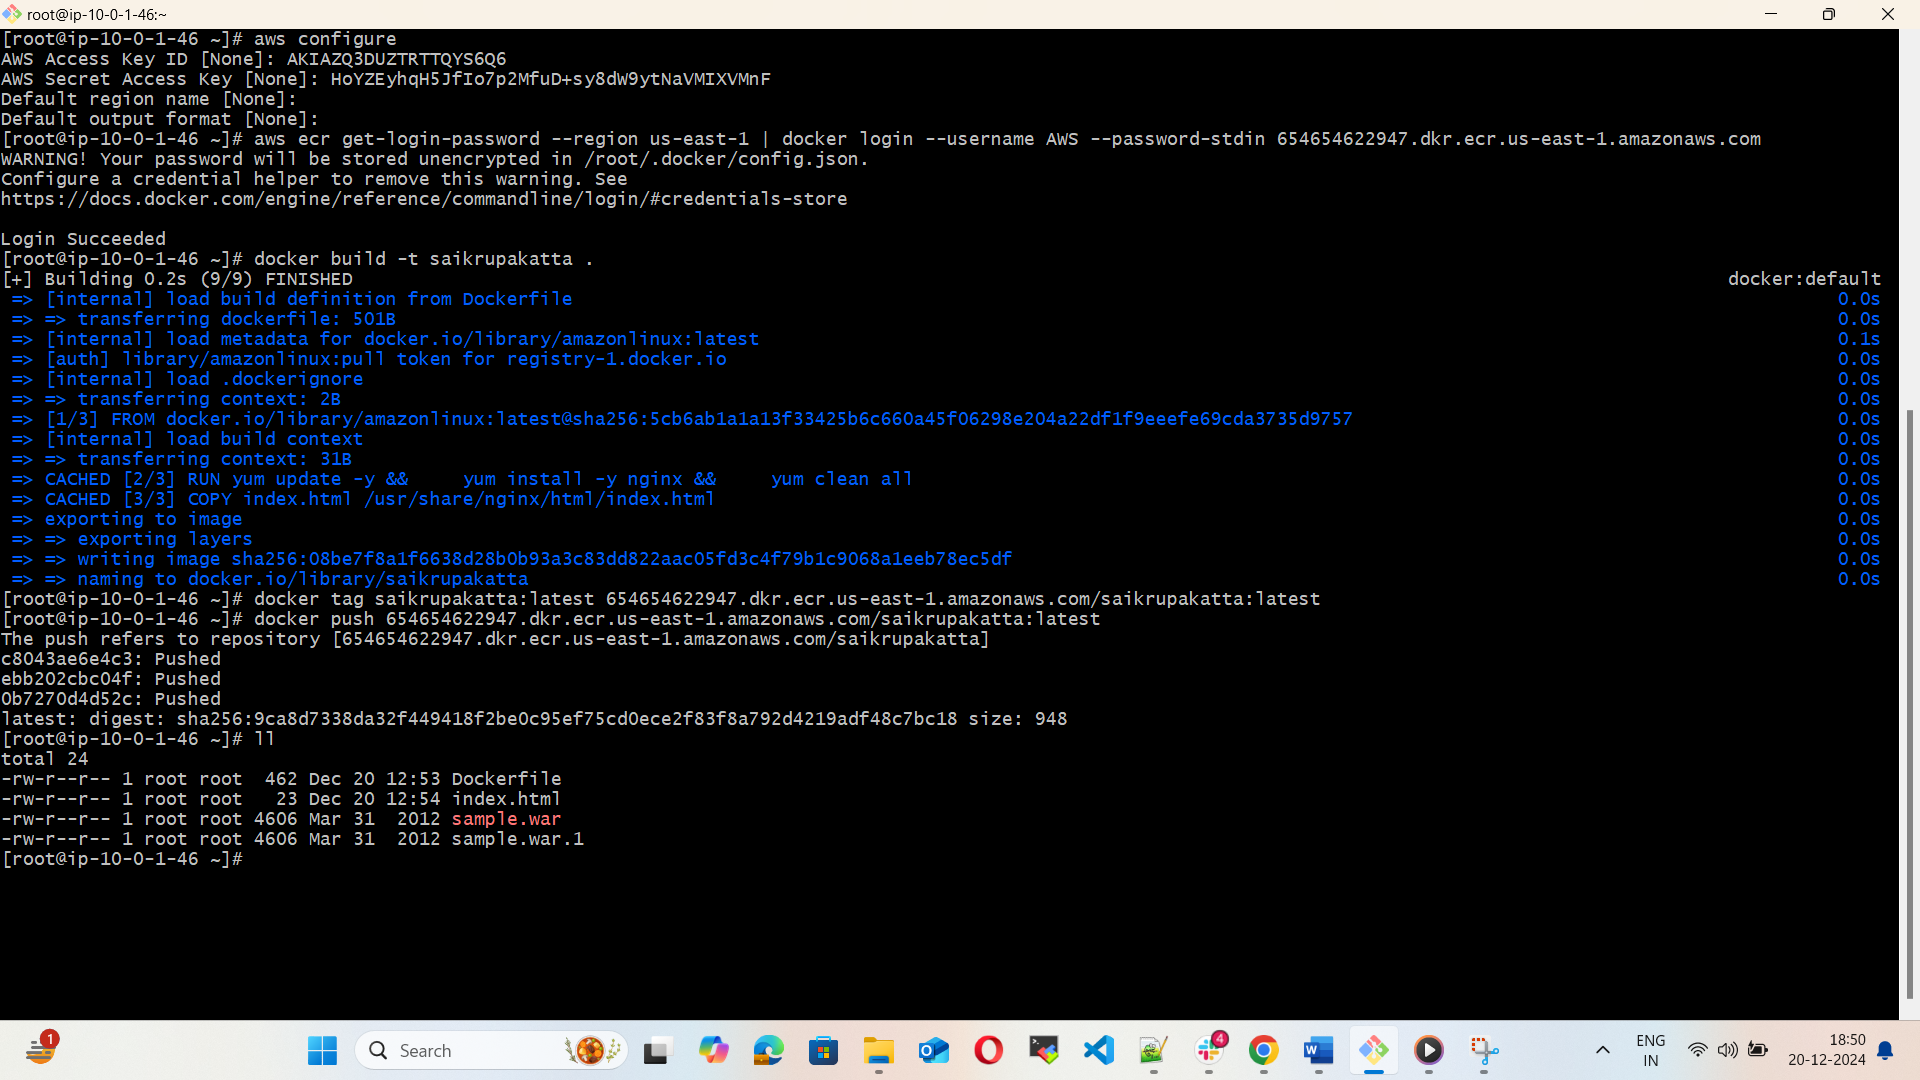 root@ip-10-0-1-46:~
[root@ip-10-0-1-46 ~]# aws configure
AWS Access Key ID [None]:
AWS Secret Access Key [None]:
Default region name [None]:
Default output format [None]:
[root@ip-10-0-1-46 ~]# aws ecr get-login-password --region us-east-1 | docker login --username AWS --password-stdin 654654622947.dkr.ecr.us-east-1.amazonaws.com
WARNING! Your password will be stored unencrypted in /root/.docker/config.json.
Configure a credential helper to remove this warning. See
https://docs.docker.com/engine/reference/commandline/login/#credentials-store
Login Succeeded
[root@ip-10-0-1-46 ~]# docker build -t saikrupakatta .
[+] Building 0.2s (9/9) FINISHED docker:default
=> [internal] load build definition from Dockerfile 0.0s
=> => transferring dockerfile: 501B 0.0s
=> [internal] load metadata for docker.io/library/amazonlinux:latest 0.1s
=> [auth] library/amazonlinux:pull token for registry-1.docker.io 0.0s
=> [internal] load .dockerignore 0.0s
=> => transferring context: 2B 0.0s
=> [1/3] FROM docker.io/library/amazonlinux:latest@sha256:5cb6ab1a1a13f33425b6c660a45f06298e204a22df1f9eeefe69cda3735d9757 0.0s
=> [internal] load build context 0.0s
=> => transferring context: 31B 0.0s
=> CACHED [2/3] RUN yum update -y &&     yum install -y nginx &&     yum clean all 0.0s
=> CACHED [3/3] COPY index.html /usr/share/nginx/html/index.html 0.0s
=> exporting to image 0.0s
=> => exporting layers 0.0s
=> => writing image sha256:08be7f8a1f6638d28b0b93a3c83dd822aac05fd3c4f79b1c9068a1eeb78ec5df 0.0s
=> => naming to docker.io/library/saikrupakatta 0.0s
[root@ip-10-0-1-46 ~]# docker tag saikrupakatta:latest 654654622947.dkr.ecr.us-east-1.amazonaws.com/saikrupakatta:latest
[root@ip-10-0-1-46 ~]# docker push 654654622947.dkr.ecr.us-east-1.amazonaws.com/saikrupakatta:latest
The push refers to repository [654654622947.dkr.ecr.us-east-1.amazonaws.com/saikrupakatta]
c8043ae6e4c3: Pushed
ebb202cbc04f: Pushed
0b7270d4d52c: Pushed
latest: digest: sha256:9ca8d7338da32f449418f2be0c95ef75cd0ece2f83f8a792d4219adf48c7bc18 size: 948
[root@ip-10-0-1-46 ~]# ll
total 24
-rw-r--r-- 1 root root  462 Dec 20 12:53 Dockerfile
-rw-r--r-- 1 root root   23 Dec 20 12:54 index.html
-rw-r--r-- 1 root root 4606 Mar 31  2012 sample.war
-rw-r--r-- 1 root root 4606 Mar 31  2012 sample.war.1
[root@ip-10-0-1-46 ~]#
1
Search
4
ENG
IN
18:50
20-12-2024